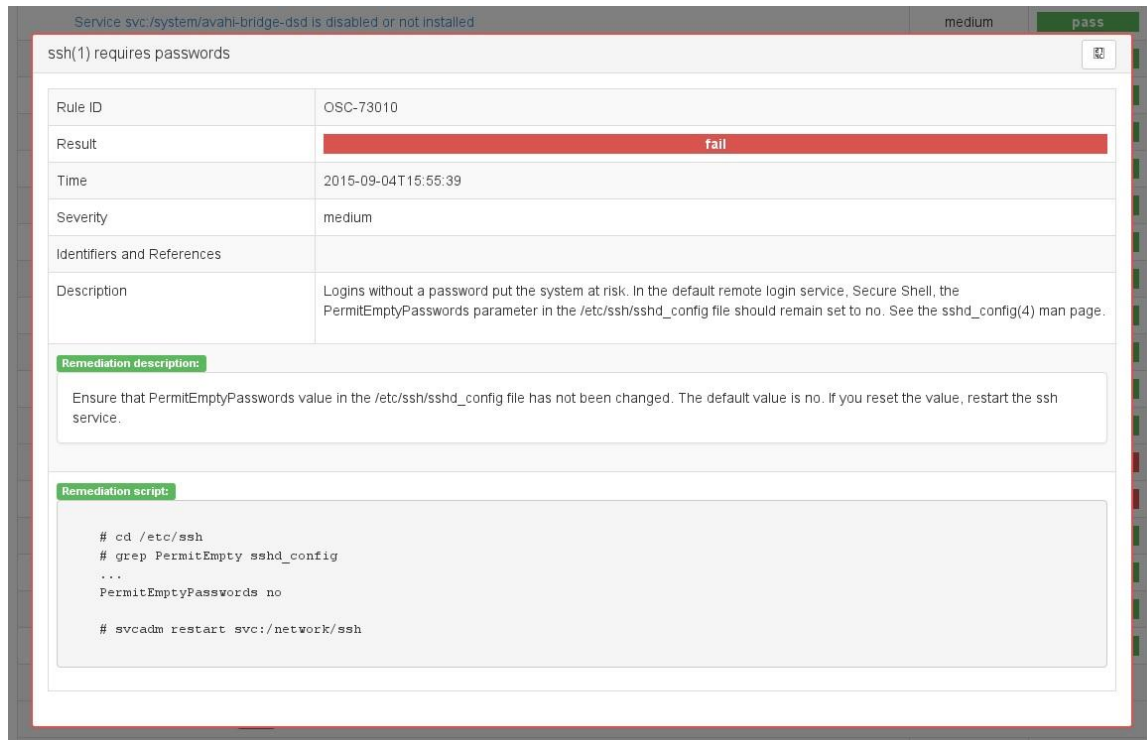 Service svc:/system/avahi-bridge-dsd is disabled or not installed medium pass
ssh(1) requires passwords
Rule ID OSC-73010
Result fail
Time 2015-09-04T15:55:39
Severity medium
Identifiers and References
Description Logins without a password put the system at risk. In the default remote login service, Secure Shell, the
PermitEmptyPasswords parameter in the /etc/ssh/sshd_config file should remain set to no. See the sshd_config(4) man page.
Remediation description:
Ensure that PermitEmptyPasswords value in the /etc/ssh/sshd_config file has not been changed. The default value is no. If you reset the value, restart the ssh
service.
Remediation script:
# cd /etc/ssh
# grep PermitEmpty sshd_config
...
PermitEmptyPasswords no
# svcadm restart svc:/network/ssh